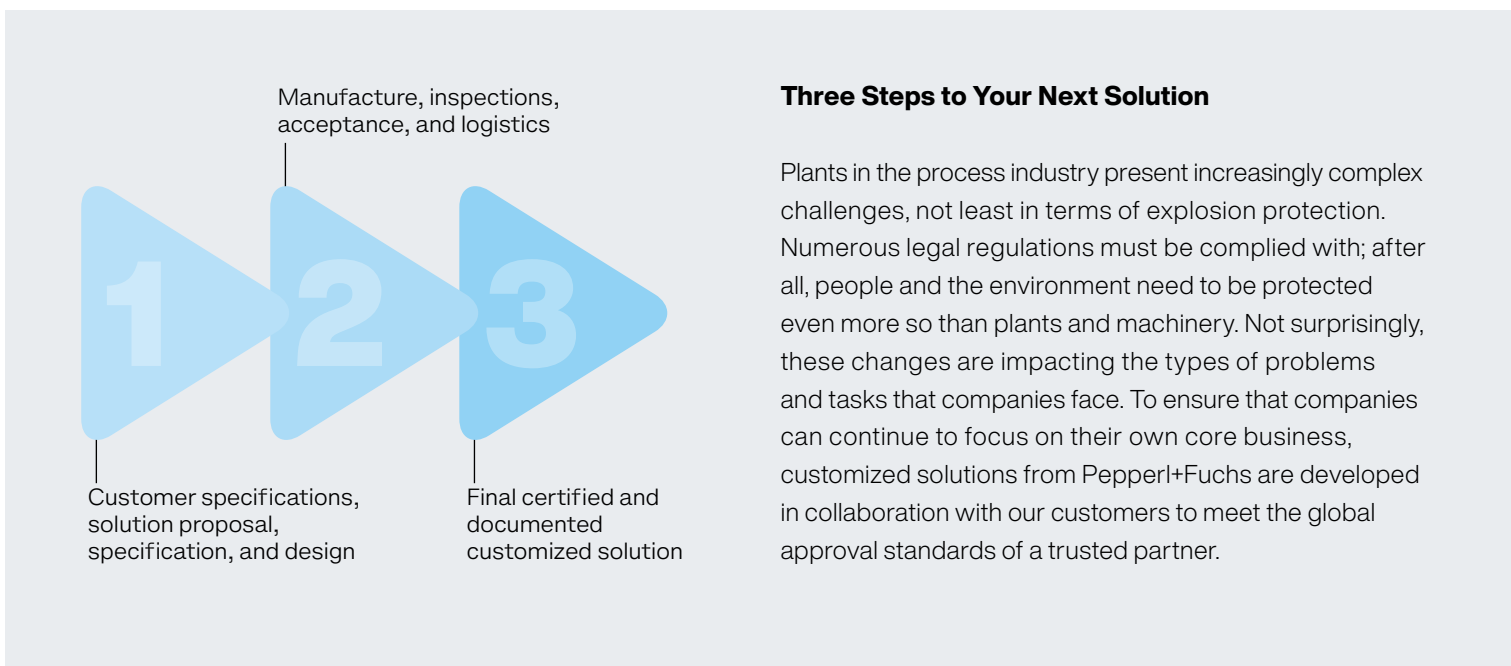 Manufacture, inspections,
acceptance, and logistics
1
2
3
Customer specifications,
solution proposal,
specification, and design
Final certified and
documented
customized solution
Three Steps to Your Next Solution
Plants in the process industry present increasingly complex
challenges, not least in terms of explosion protection.
Numerous legal regulations must be complied with; after
all, people and the environment need to be protected
even more so than plants and machinery. Not surprisingly,
these changes are impacting the types of problems
and tasks that companies face. To ensure that companies
can continue to focus on their own core business,
customized solutions from Pepperl+Fuchs are developed
in collaboration with our customers to meet the global
approval standards of a trusted partner.